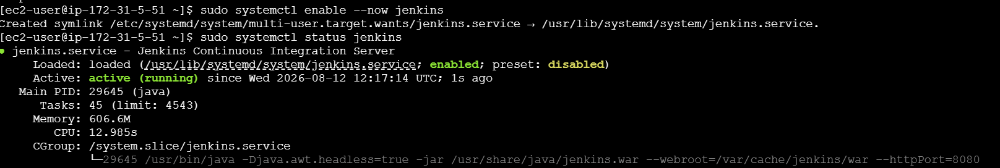 [ec2-user@ip-172-31-5-51 ~]$ sudo systemctl enable --now jenkins
Created symlink /etc/systemd/system/multi-user.target.wants/jenkins.service → /usr/lib/systemd/system/jenkins.service.
[ec2-user@ip-172-31-5-51 ~]$ sudo systemctl status jenkins
● jenkins.service - Jenkins Continuous Integration Server
     Loaded: loaded (/usr/lib/systemd/system/jenkins.service; enabled; preset: disabled)
     Active: active (running) since Wed 2026-08-12 12:17:14 UTC; 1s ago
   Main PID: 29645 (java)
      Tasks: 45 (limit: 4543)
     Memory: 606.6M
        CPU: 12.985s
     CGroup: /system.slice/jenkins.service
             └─29645 /usr/bin/java -Djava.awt.headless=true -jar /usr/share/java/jenkins.war --webroot=/var/cache/jenkins/war --httpPort=8080